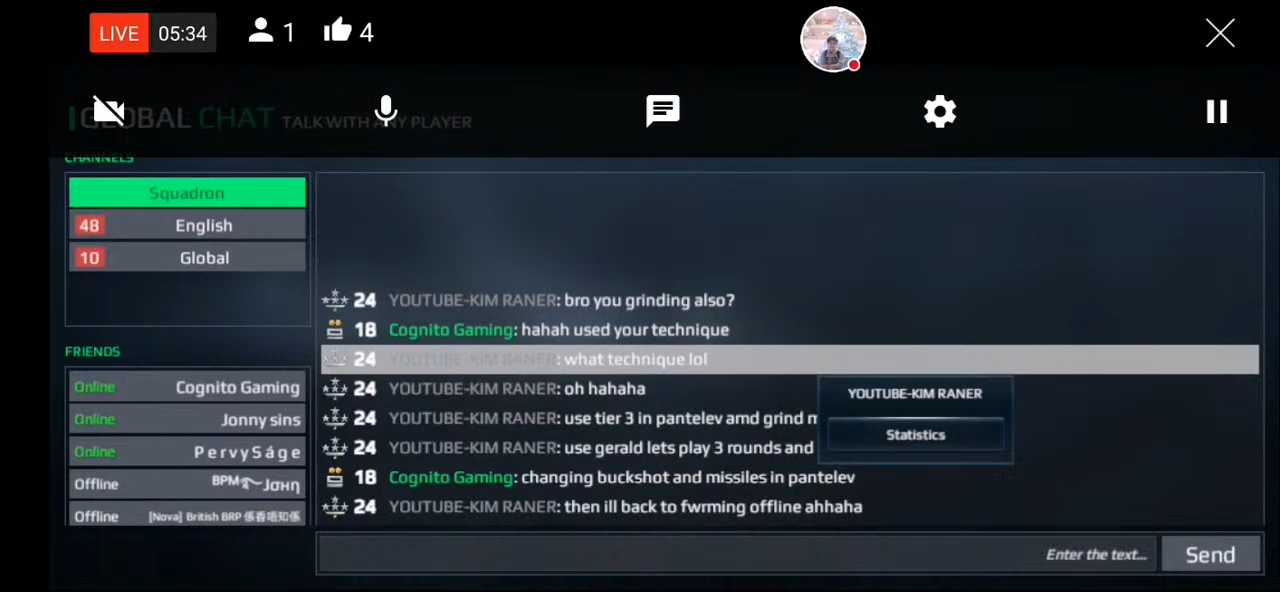 LIVE 05:34 1 4
GLOBAL CHAT TALK WITH ANY PLAYER
CHANNELS
Squadron
48 English
10 Global
FRIENDS
Online Cognito Gaming
Online Jonny sins
Online PervySáge
Offline BPM
Offline [Nova] British BRP
24 YOUTUBE-KIM RANER: bro you grinding also?
18 Cognito Gaming: hahah used your technique
24 YOUTUBE-KIM RANER: what technique lol
24 YOUTUBE-KIM RANER: oh hahaha
24 YOUTUBE-KIM RANER: use tier 3 in pantelev amd grind m
24 YOUTUBE-KIM RANER: use gerald lets play 3 rounds and
18 Cognito Gaming: changing buckshot and missiles in pantelev
24 YOUTUBE-KIM RANER: then ill back to fwrming offline ahhaha
YOUTUBE-KIM RANER
Statistics
Enter the text...
Send